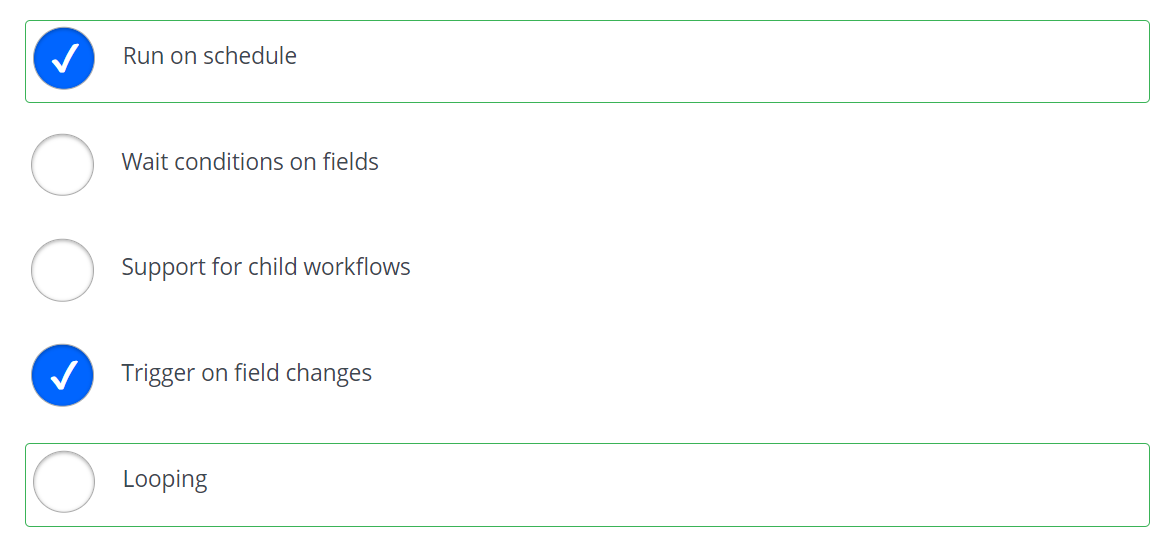 Run on schedule
Wait conditions on fields
Support for child workflows
Trigger on field changes
Looping